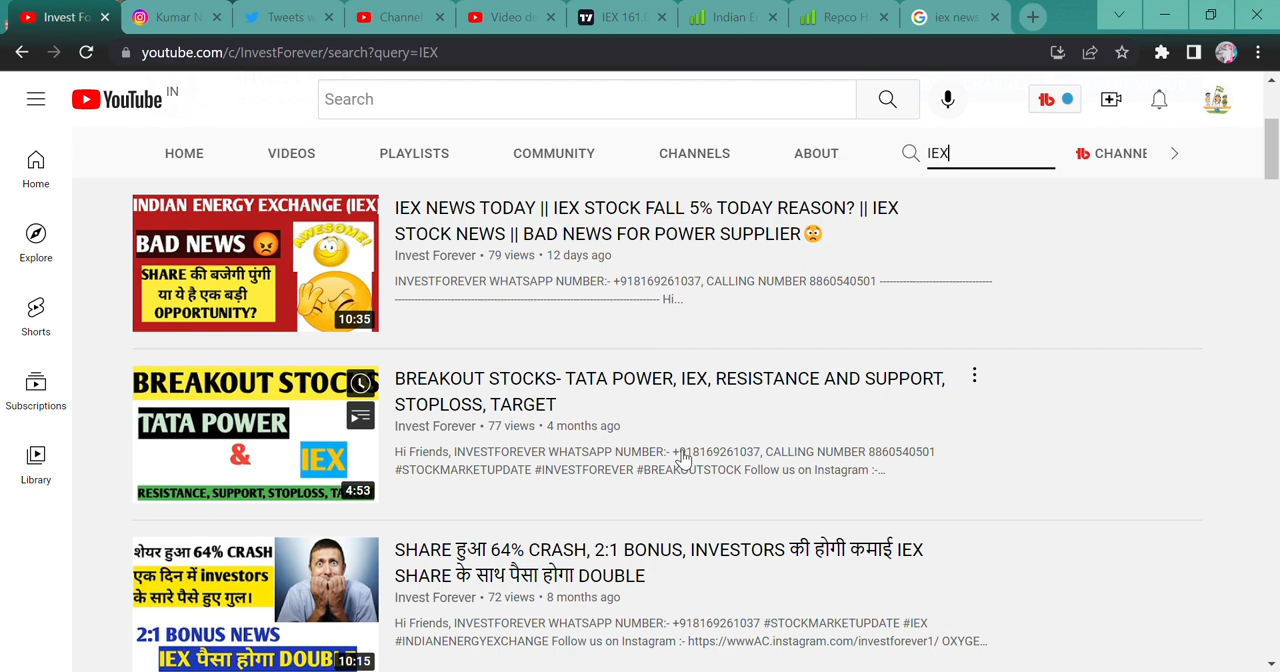 Invest Fo
Kumar N
Tweets w
Channel
Video de
IEX 161.0
Indian E
Repco H
iex news
youtube.com/c/InvestForever/search?query=IEX
YouTube IN
Search
HOME
VIDEOS
PLAYLISTS
COMMUNITY
CHANNELS
ABOUT
IEX
CHANNE
Home
Explore
Shorts
Subscriptions
Library
INDIAN ENERGY EXCHANGE (IEX)
BAD NEWS
AWESOME!
SHARE की बजेगी पुंगी
या ये है एक बड़ी
OPPORTUNITY?
10:35
IEX NEWS TODAY || IEX STOCK FALL 5% TODAY REASON? || IEX
STOCK NEWS || BAD NEWS FOR POWER SUPPLIER😨
Invest Forever • 79 views • 12 days ago
INVESTFOREVER WHATSAPP NUMBER:- +918169261037, CALLING NUMBER 8860540501 ----------------------------------
-------------------------------------------------------------------------------- Hi...
BREAKOUT STOCKS
TATA POWER
&
IEX
RESISTANCE, SUPPORT, STOPLOSS, TA
4:53
BREAKOUT STOCKS- TATA POWER, IEX, RESISTANCE AND SUPPORT,
STOPLOSS, TARGET
Invest Forever • 77 views • 4 months ago
Hi Friends, INVESTFOREVER WHATSAPP NUMBER:- +918169261037, CALLING NUMBER 8860540501
#STOCKMARKETUPDATE #INVESTFOREVER #BREAKOUTSTOCK Follow us on Instagram :-...
शेयर हुआ 64% CRASH
एक दिन में investors
के सारे पैसे हुए गुल।
2:1 BONUS NEWS
IEX पैसा होगा DOUBL
10:15
SHARE हुआ 64% CRASH, 2:1 BONUS, INVESTORS की होगी कमाई IEX
SHARE के साथ पैसा होगा DOUBLE
Invest Forever • 72 views • 8 months ago
Hi Friends, INVESTFOREVER WHATSAPP NUMBER:- +918169261037 #STOCKMARKETUPDATE #IEX
#INDIANENERGYEXCHANGE Follow us on Instagram :- https://wwwAC.instagram.com/investforever1/ OXYGE...